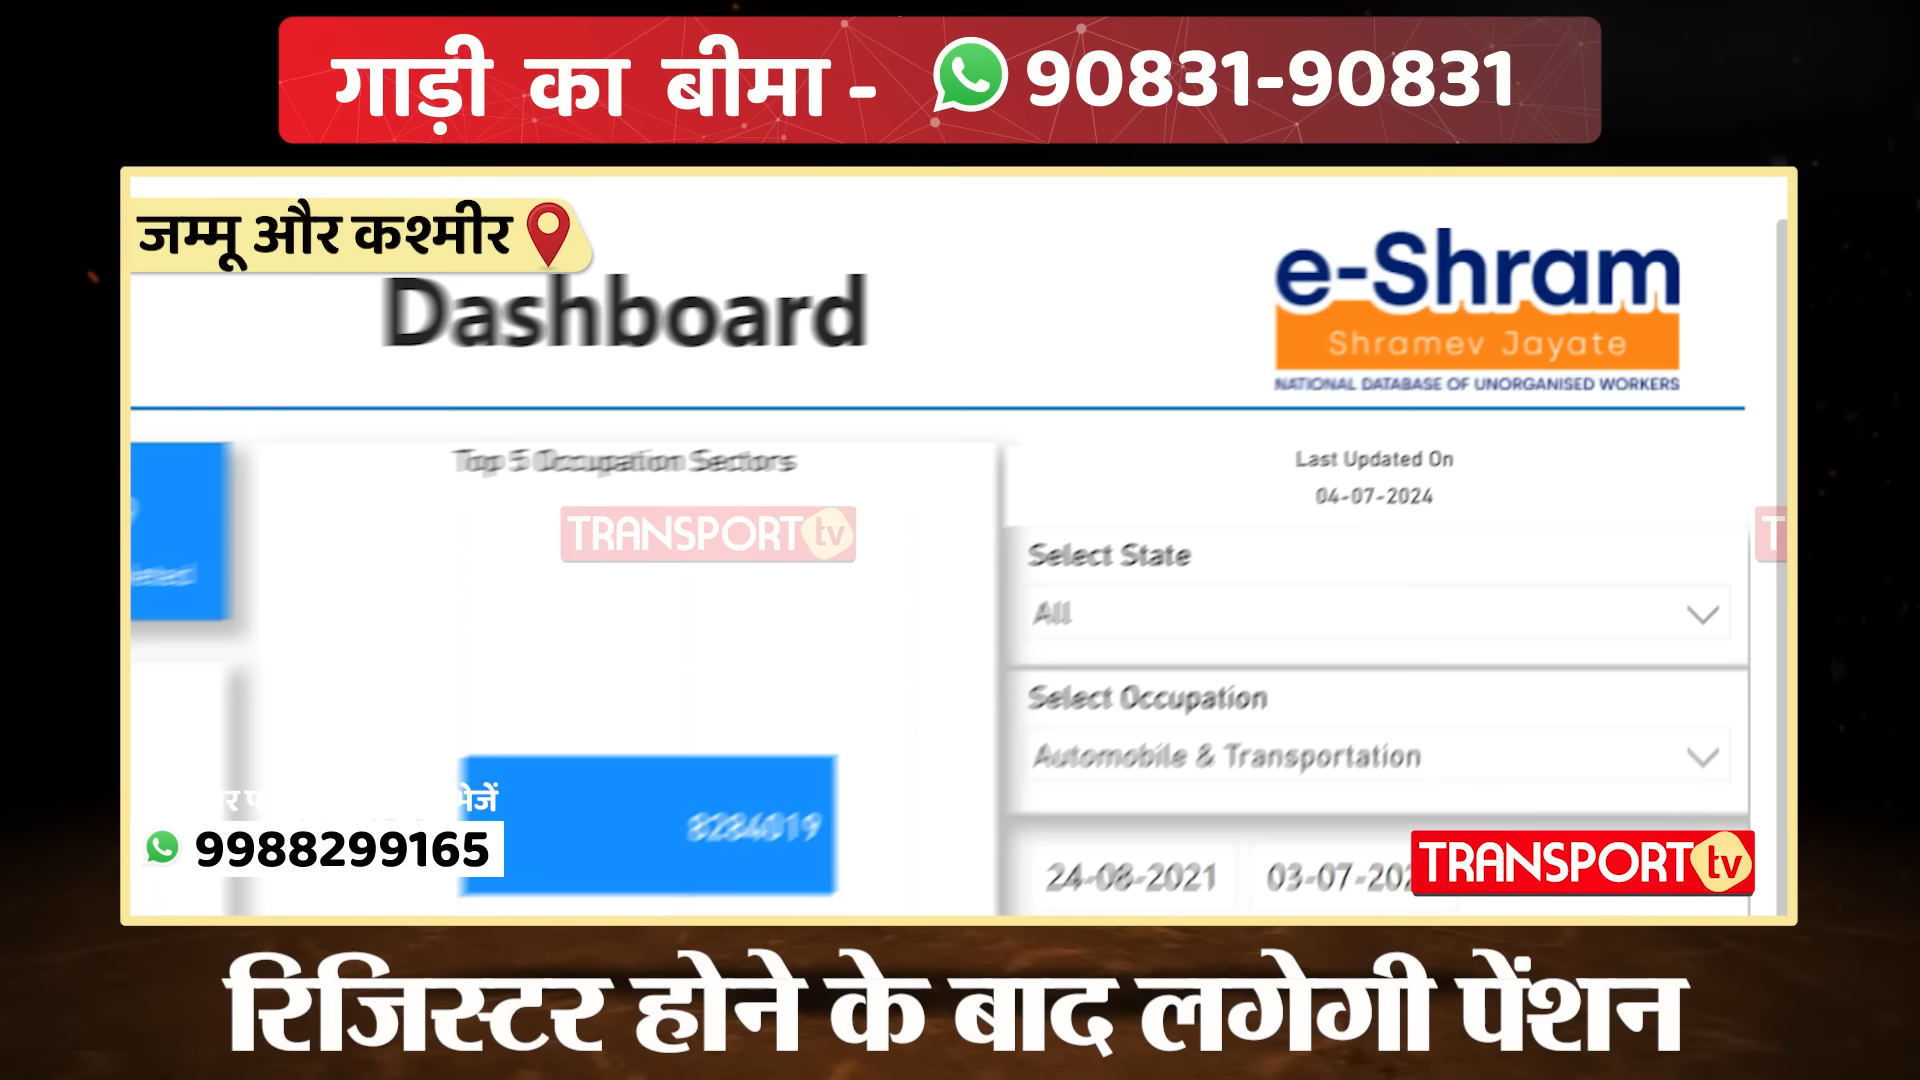 गाड़ी का बीमा - 90831-90831
जम्मू और कश्मीर
Dashboard
e-Shram
Shramev Jayate
NATIONAL DATABASE OF UNORGANISED WORKERS
Top 5 Occupation Sectors
Last Updated On
04-07-2024
TRANSPORT tv
Select State
All
Select Occupation
Automobile & Transportation
8284019
भेजें
9988299165
24-08-2021
TRANSPORT tv
रजिस्टर होने के बाद लगेगी पेंशन